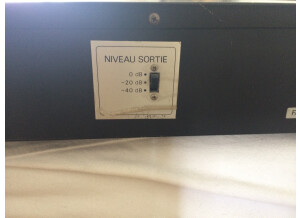 NIVEAU SORTIE
0 dB
-20 dB
-40 dB
F